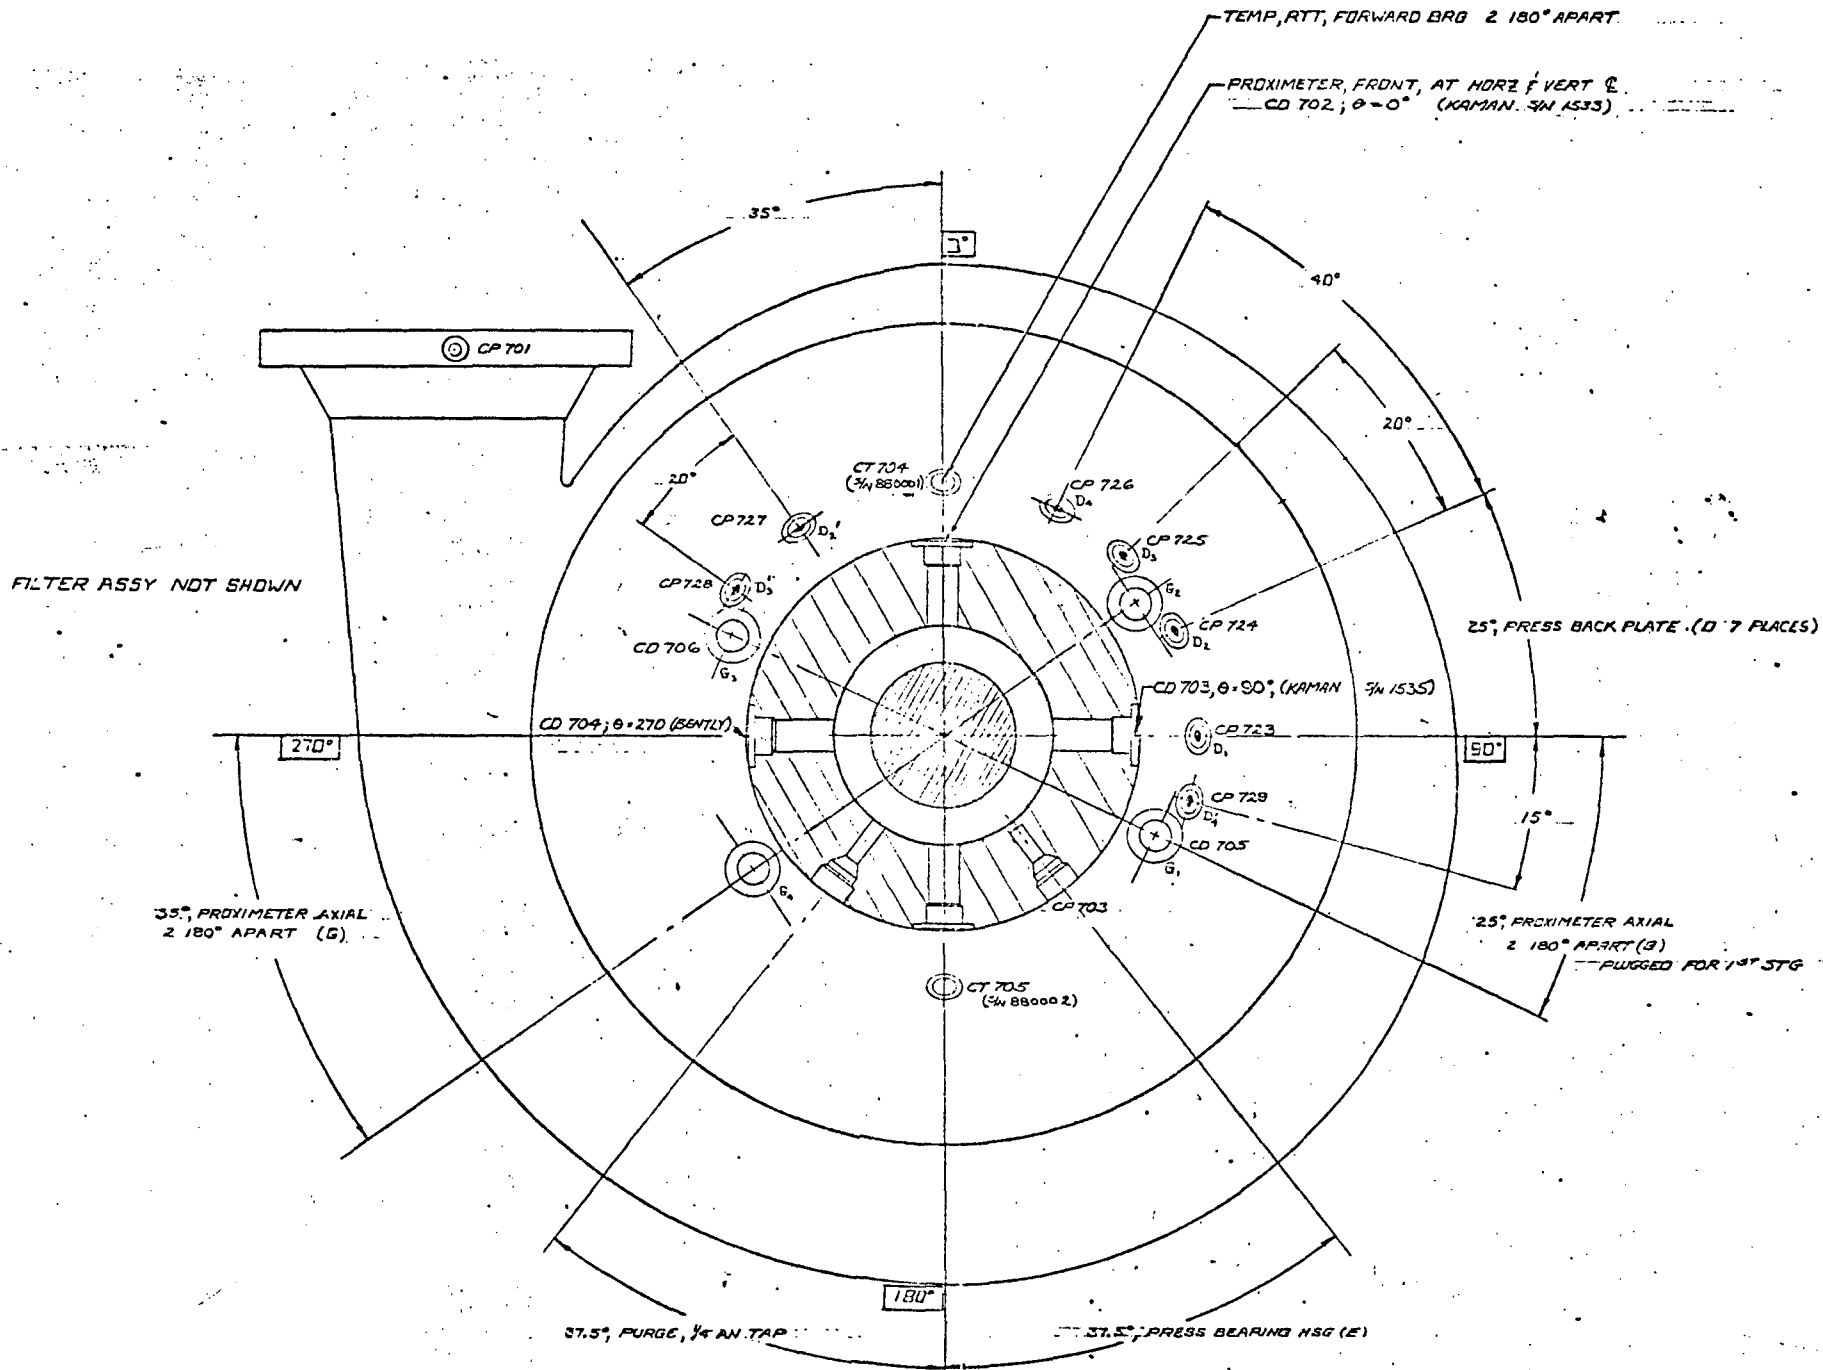 TEMP, RTT, FORWARD BRG 2 180° APART
PROXIMETER, FRONT, AT HORZ & VERT ℄
CD 702; θ=0° (KAMAN S/N 1533)
35°
40°
CP 701
20°
20°
CT 704
(S/N 880001)
CP 726
D4
CP 727
D2'
CP 725
D3
FILTER ASSY NOT SHOWN
CP 728
D3'
G2
CP 724
D2
25°, PRESS BACK PLATE (D 7 PLACES)
CD 706
G3
CD 703, θ=90°, (KAMAN S/N 1535)
CD 704; θ=270 (BENTLY)
CP 723
D1
270°
90°
CP 729
D4'
15°
CD 705
G1
G4
35°, PROXIMETER AXIAL
2 180° APART (G)
CP 703
25°, PROXIMETER AXIAL
2 180° APART (G)
PLUGGED FOR 1ST STG
CT 705
(S/N 880002)
180°
37.5°, PURGE, 1/4 AN TAP
37.5°, PRESS BEARING HSG (E)